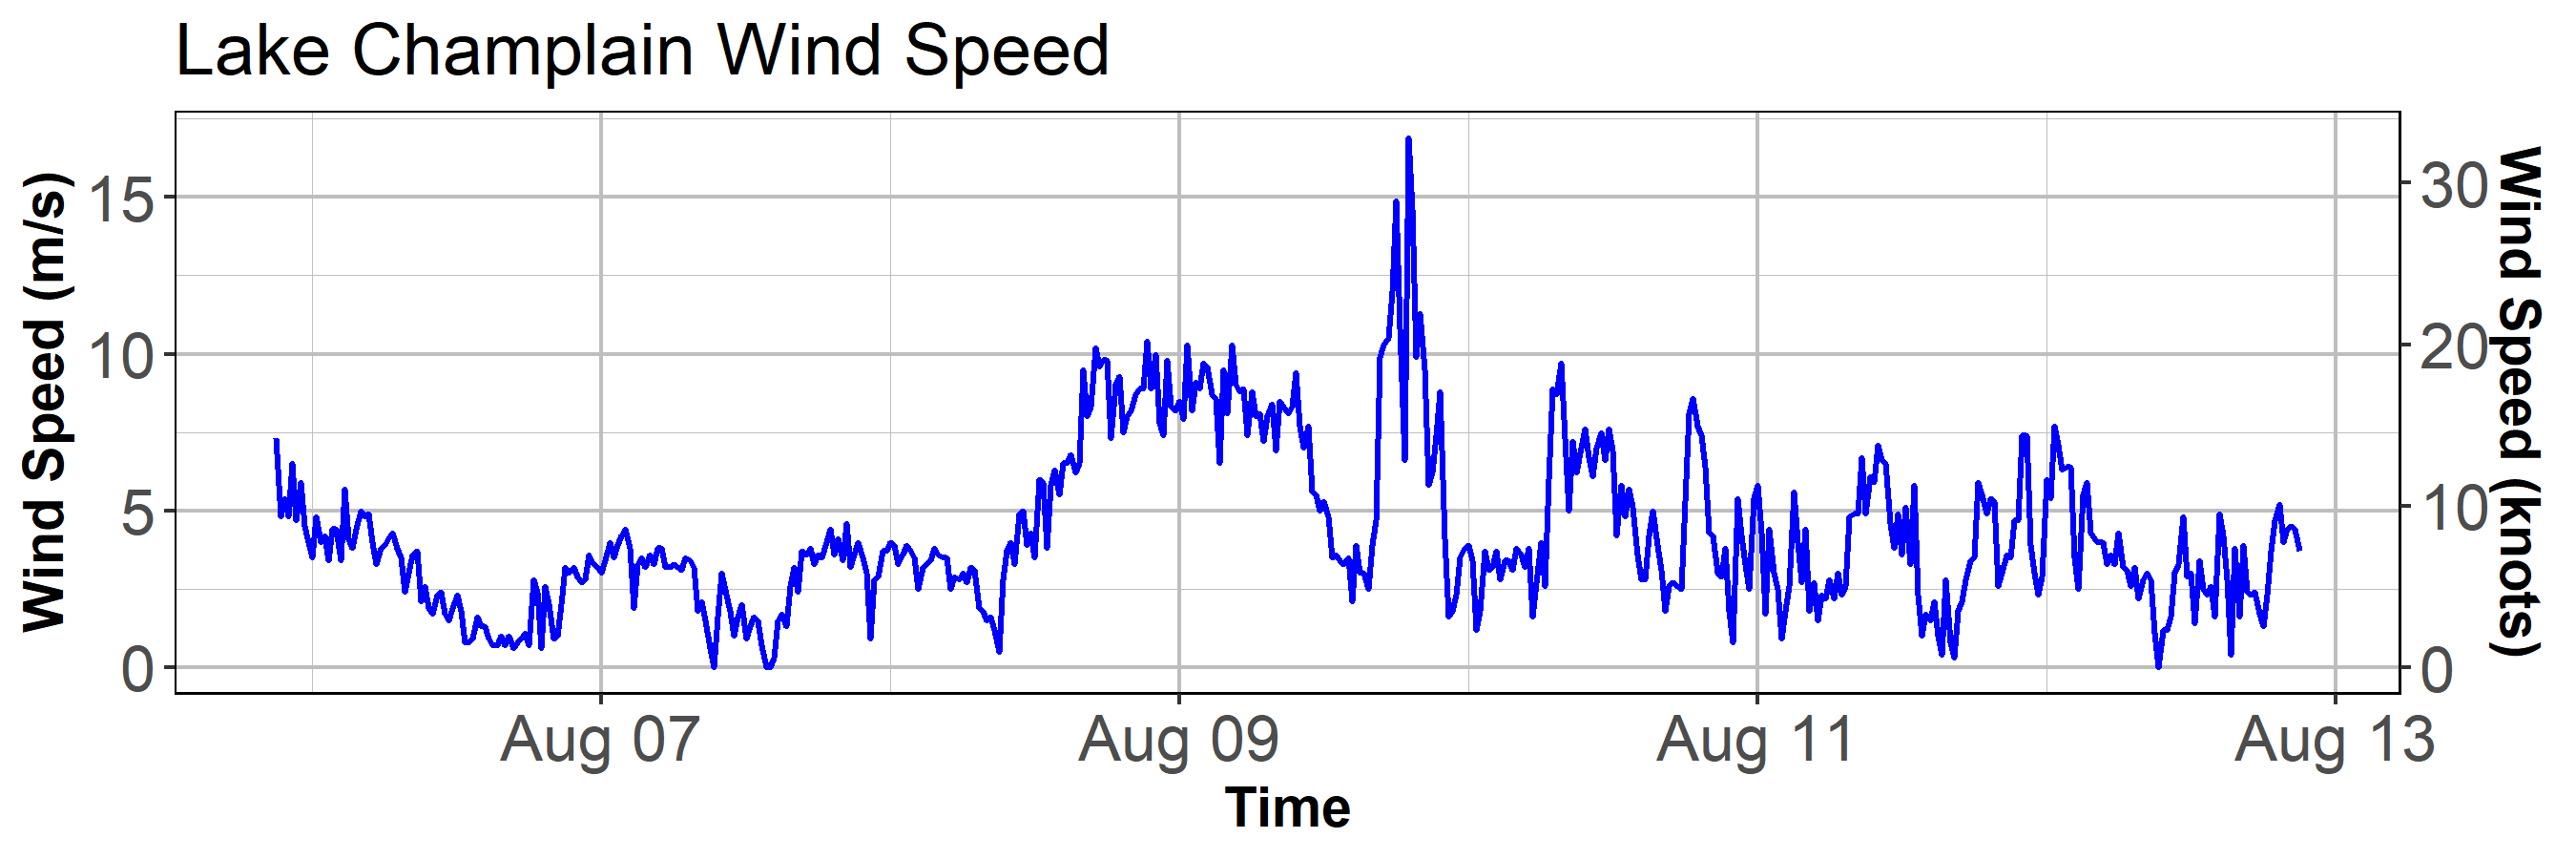 Lake Champlain Wind Speed
Wind Speed (m/s)
15
10
5
0
30
20
10
0
Wind Speed (knots)
Aug 07 Aug 09 Aug 11 Aug 13
Time